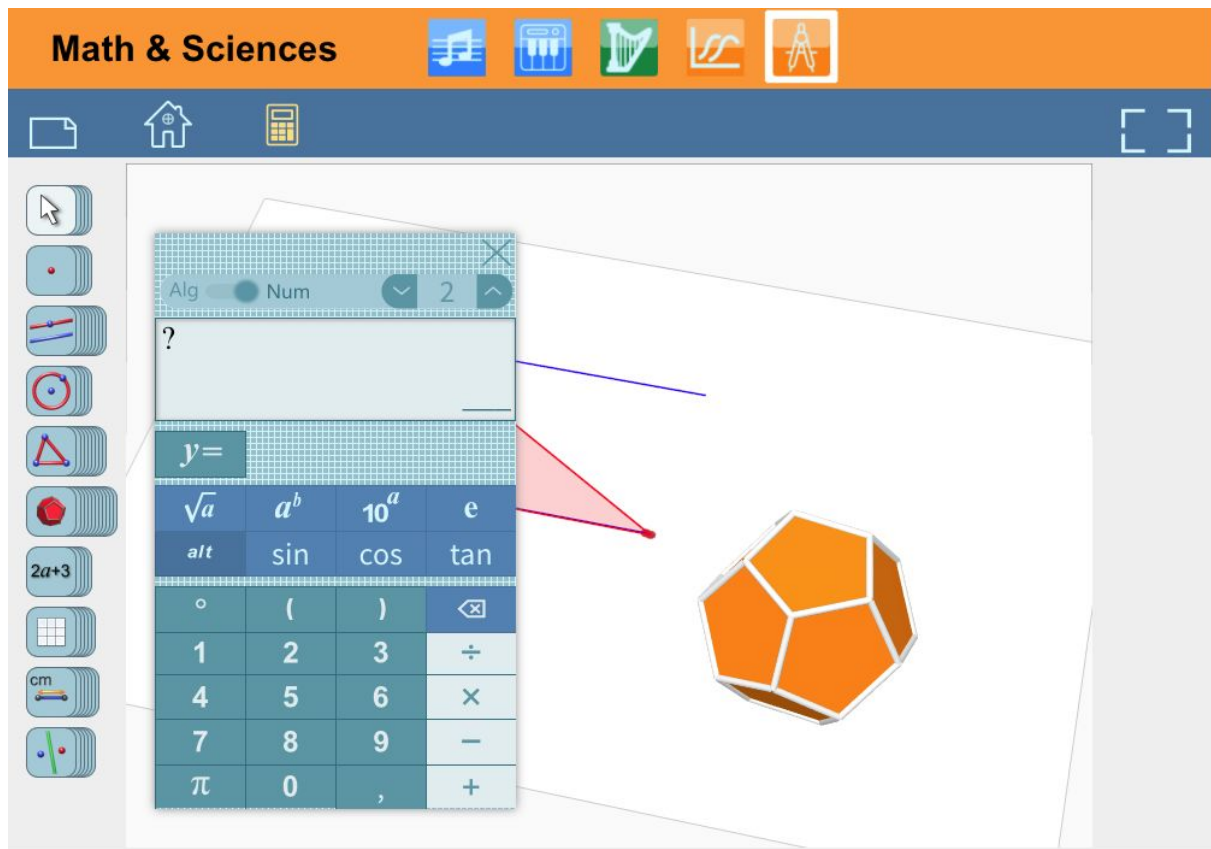 Math & Sciences
Alg Num 2
?
y=
√a a^b 10^a e
alt sin cos tan
° ( )
1 2 3 ÷
4 5 6 ×
7 8 9 −
π 0 , +
2a+3
cm